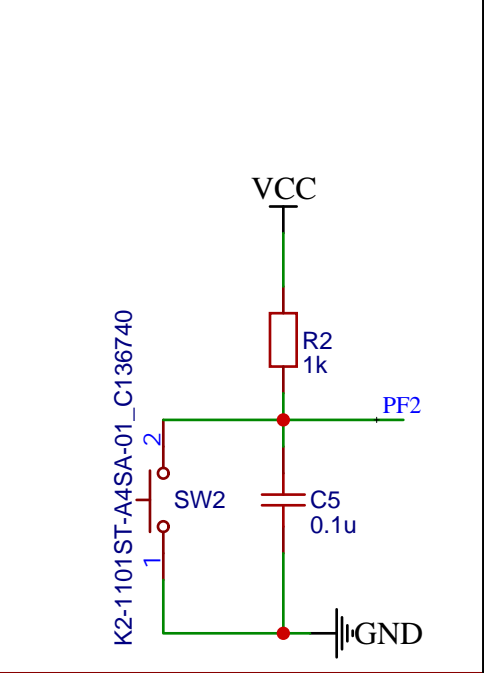 VCC
R2
1k
PF2
K2-1101ST-A4SA-01_C136740
2
SW2
1
C5
0.1u
GND